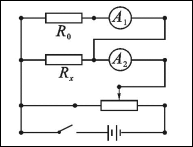 R₀ A₁
Rₓ A₂